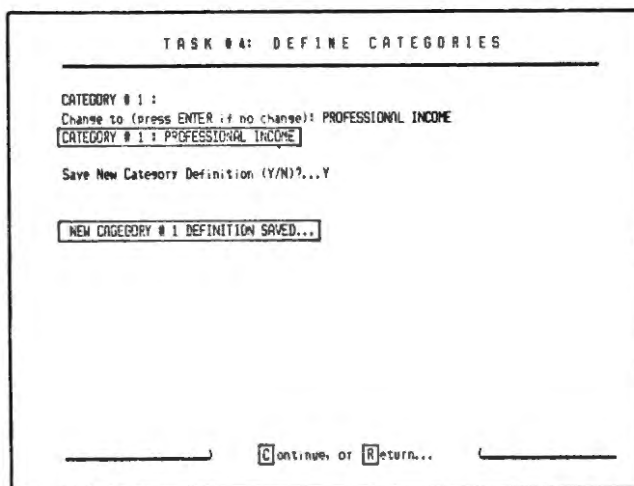 TASK #4: DEFINE CATEGORIES
CATEGORY # 1 :
Change to (press ENTER if no change): PROFESSIONAL INCOME
CATEGORY # 1 : PROFESSIONAL INCOME
Save New Category Definition (Y/N)?...Y
NEW CAGEGORY # 1 DEFINITION SAVED...
Continue, or Return...